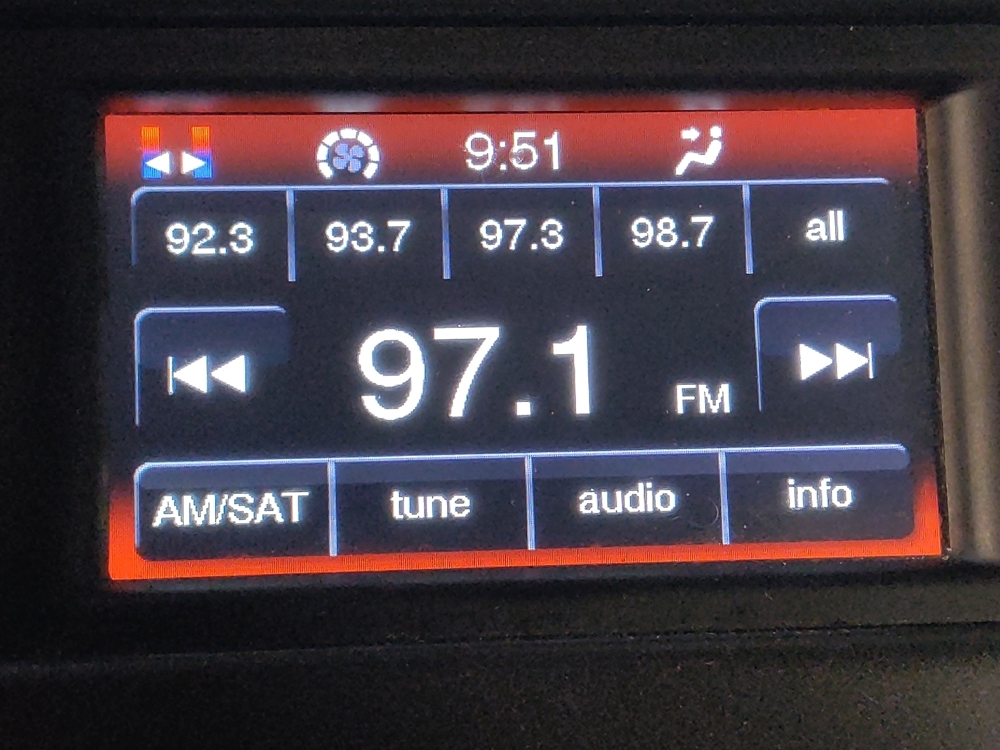 9:51
92.3 93.7 97.3 98.7 all
97.1 FM
AM/SAT tune audio info